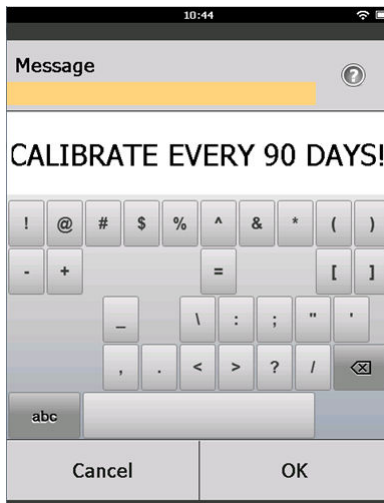 10:44
Message
?
CALIBRATE EVERY 90 DAYS!
! @ # $ % ^ & * ( )
- + = [ ]
_ \ : ; " '
, . < > ? /
abc
Cancel OK